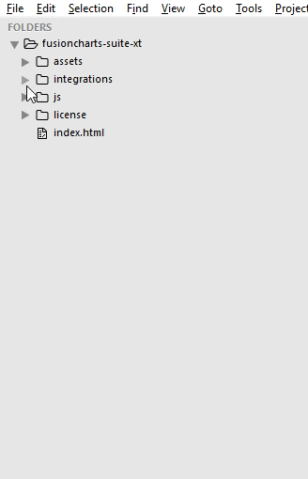 File Edit Selection Find View Goto Tools Project
FOLDERS
fusioncharts-suite-xt
assets
integrations
js
license
index.html